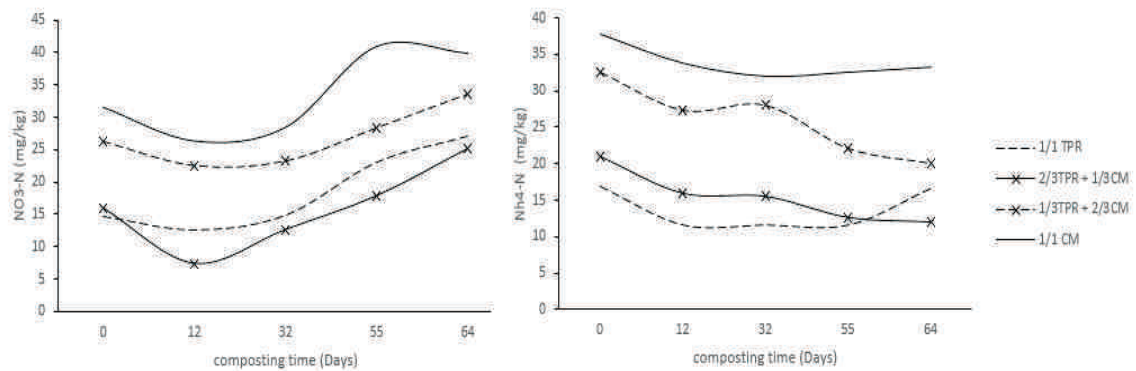 45
40
35
30
25
20
15
10
5
0
NO3-N (mg/kg)
0 12 32 55 64
composting time (Days)
40
35
30
25
20
15
10
5
0
Nh4-N (mg/kg)
0 12 32 55 64
composting time (Days)
1/1 TPR
2/3TPR + 1/3CM
1/3TPR + 2/3CM
1/1 CM